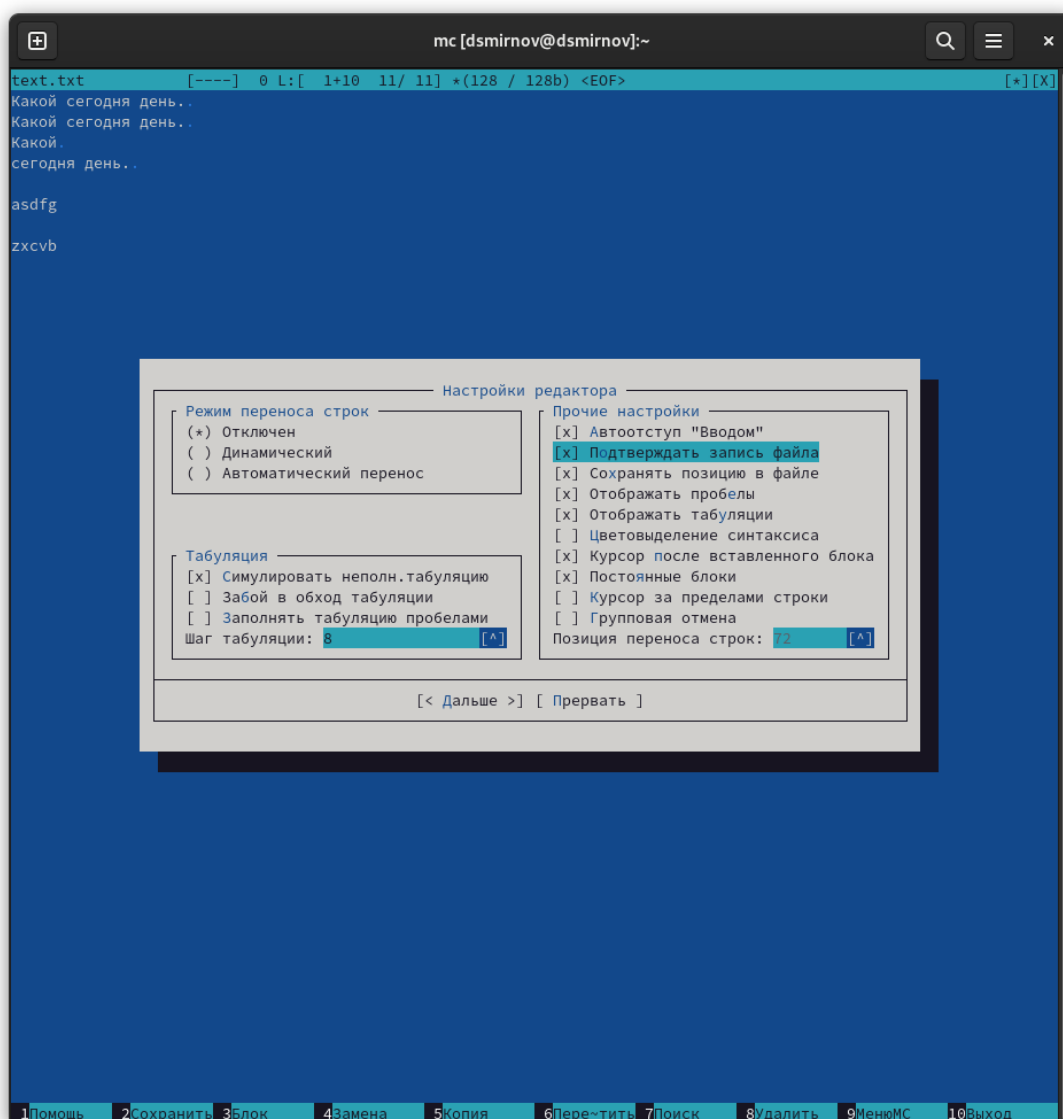 mc [dsmirnov@dsmirnov]:~
text.txt [----] 0 L:[ 1+10 11/ 11] *(128 / 128b) <EOF> [*][X]
Какой сегодня день..
Какой сегодня день..
Какой.
сегодня день..
asdfg
zxcvb
Настройки редактора
Режим переноса строк
(*) Отключен
( ) Динамический
( ) Автоматический перенос
Табуляция
[x] Симулировать неполн.табуляцию
[ ] Забой в обход табуляции
[ ] Заполнять табуляцию пробелами
Шаг табуляции: 8 [^]
Прочие настройки
[x] Автоотступ "Вводом"
[x] Подтверждать запись файла
[x] Сохранять позицию в файле
[x] Отображать пробелы
[x] Отображать табуляции
[ ] Цветовыделение синтаксиса
[x] Курсор после вставленного блока
[x] Постоянные блоки
[ ] Курсор за пределами строки
[ ] Групповая отмена
Позиция переноса строк: 72 [^]
[< Дальше >] [ Прервать ]
1Помощь 2Сохранить 3Блок 4Замена 5Копия 6Пере~тить 7Поиск 8Удалить 9МенюMC 10Выход